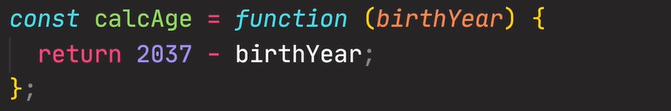 const calcAge = function (birthYear) {
  return 2037 - birthYear;
};